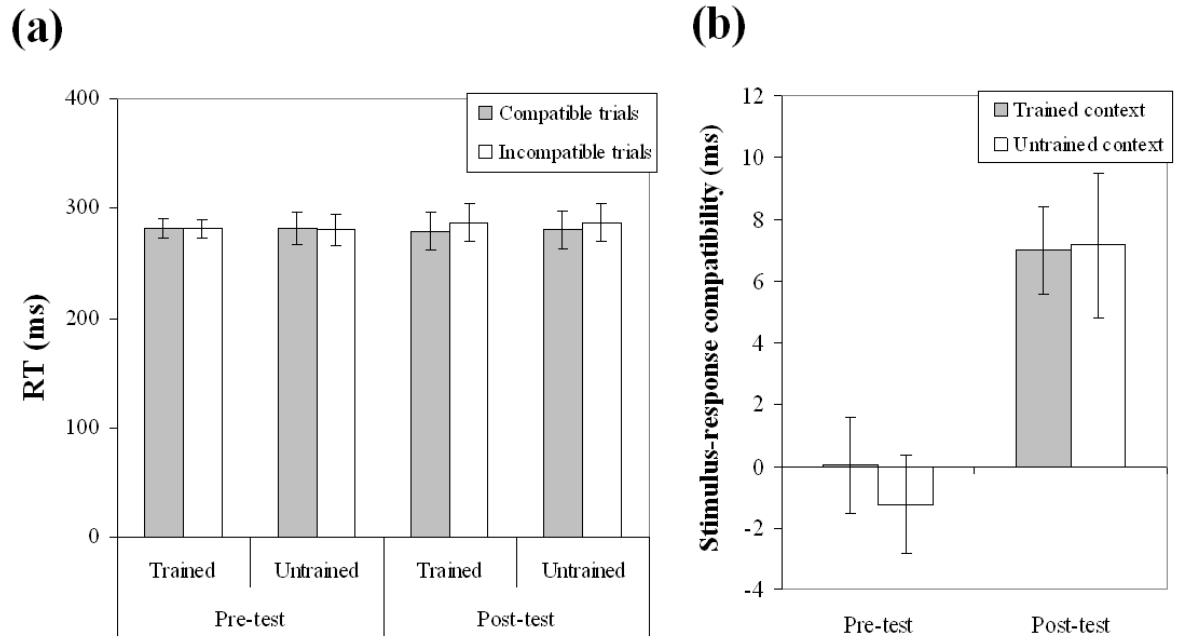 (a)
RT (ms)
400
300
200
100
0
Compatible trials
Incompatible trials
Trained
Untrained
Trained
Untrained
Pre-test
Post-test
(b)
Stimulus-response compatibility (ms)
12
10
8
6
4
2
0
-2
-4
Trained context
Untrained context
Pre-test
Post-test